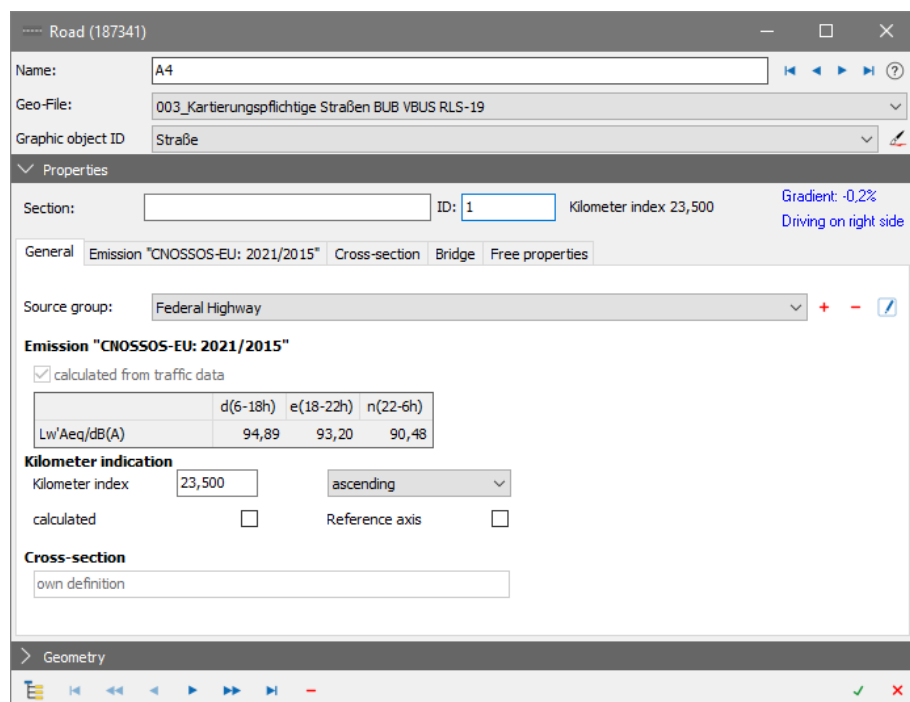 Road (187341)
Name: A4
Geo-File: 003_Kartierungspflichtige Straßen BUB VBUS RLS-19
Graphic object ID Straße
Properties
Section: ID: 1 Kilometer index 23,500 Gradient: -0,2%
Driving on right side
General Emission "CNOSSOS-EU: 2021/2015" Cross-section Bridge Free properties
Source group: Federal Highway
Emission "CNOSSOS-EU: 2021/2015"
calculated from traffic data
d(6-18h) e(18-22h) n(22-6h)
Lw'Aeq/dB(A) 94,89 93,20 90,48
Kilometer indication
Kilometer index 23,500 ascending
calculated Reference axis
Cross-section
own definition
Geometry